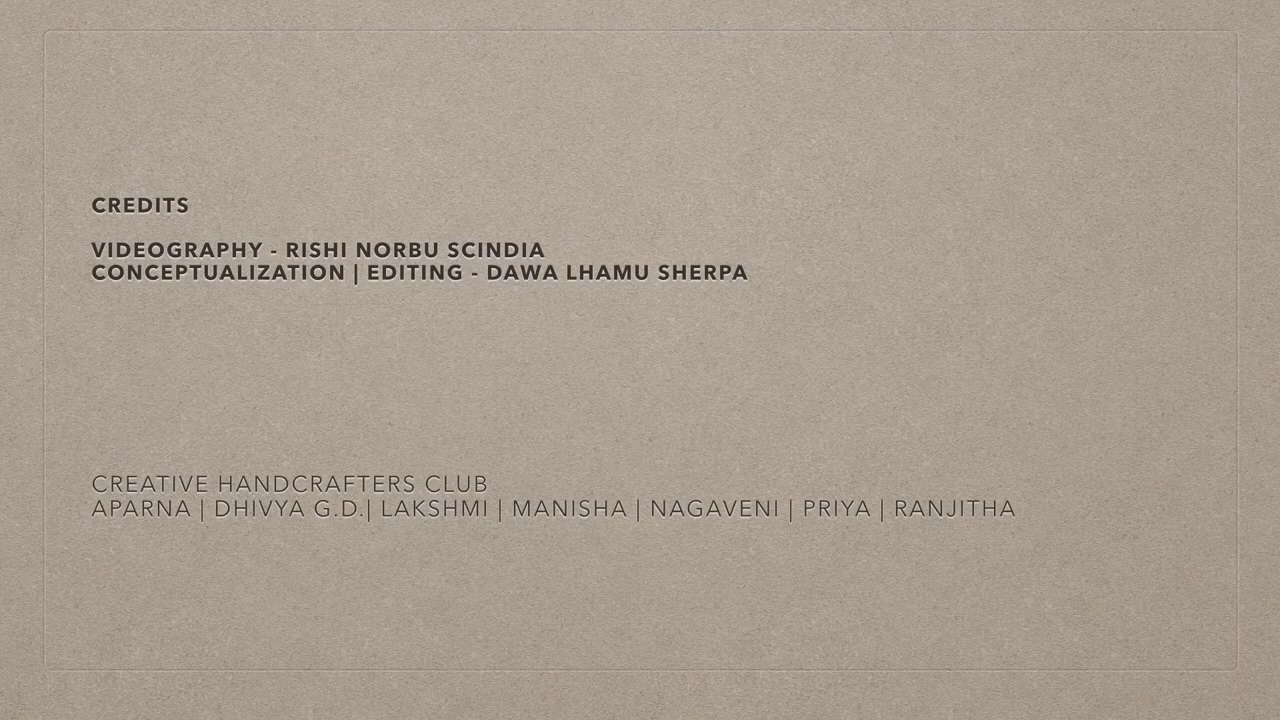 CREDITS
VIDEOGRAPHY - RISHI NORBU SCINDIA
CONCEPTUALIZATION | EDITING - DAWA LHAMU SHERPA
CREATIVE HANDCRAFTERS CLUB
APARNA | DHIVYA G.D.| LAKSHMI | MANISHA | NAGAVENI | PRIYA | RANJITHA